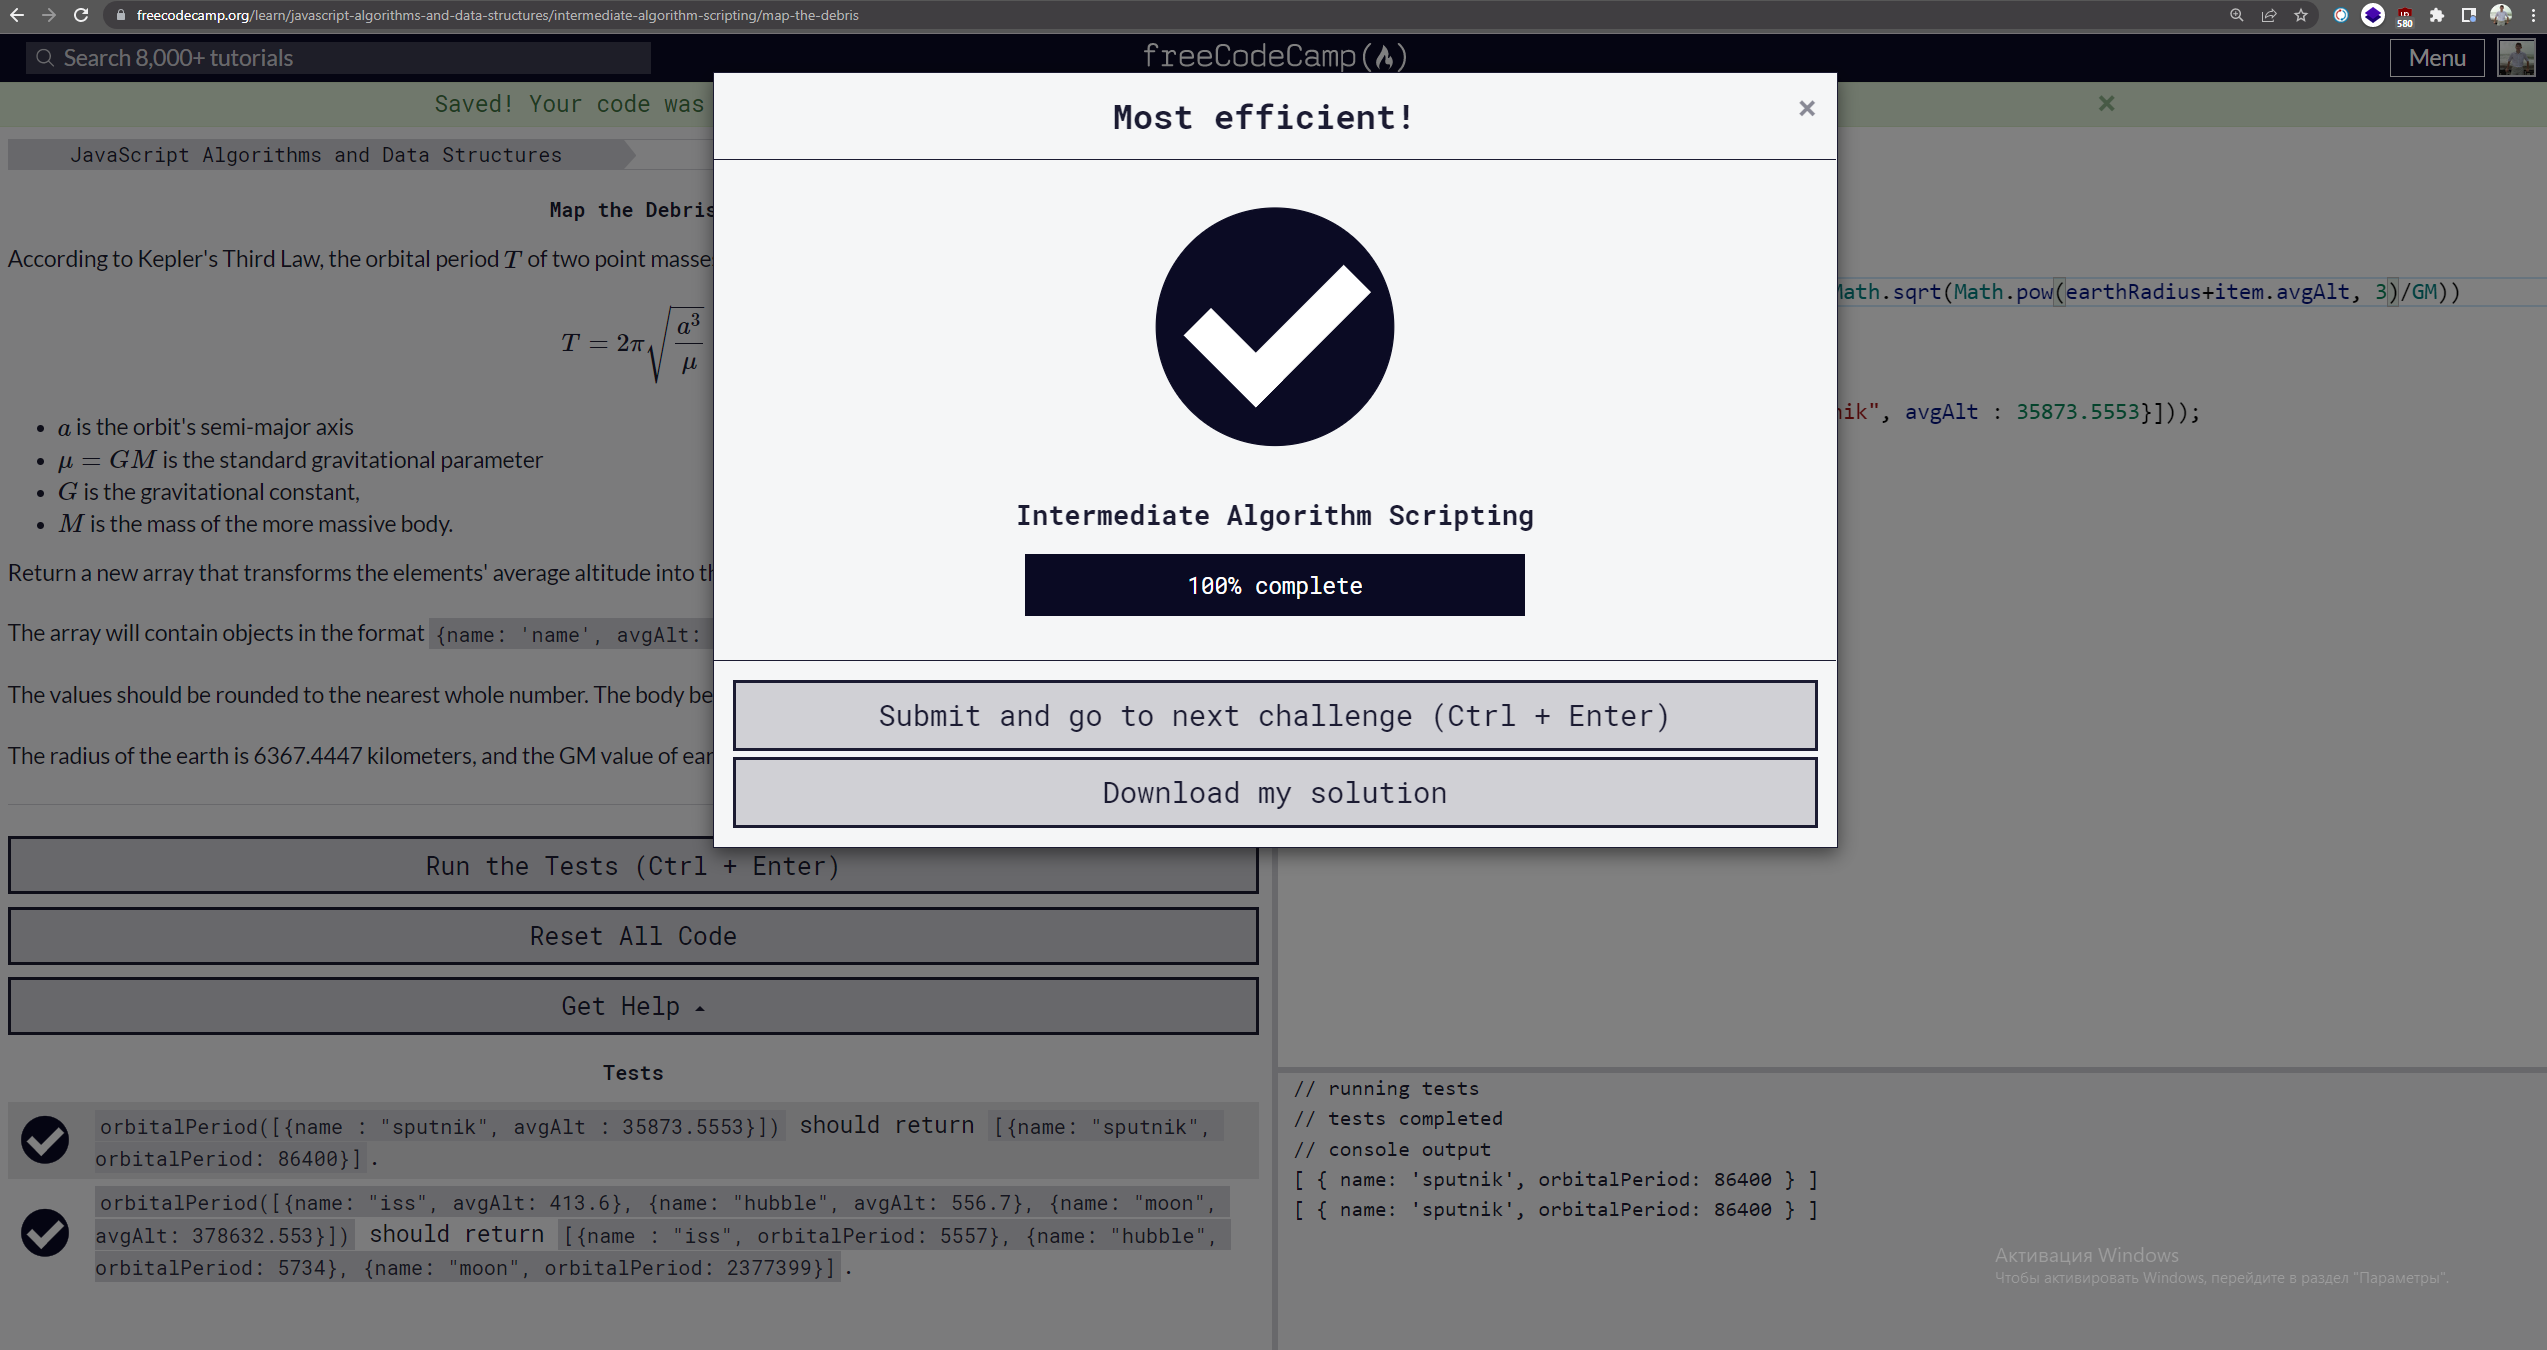 freecodecamp.org/learn/javascript-algorithms-and-data-structures/intermediate-algorithm-scripting/map-the-debris
580
Search 8,000+ tutorials
freeCodeCamp
Menu
Saved! Your code was
JavaScript Algorithms and Data Structures
Map the Debris
According to Kepler's Third Law, the orbital period T of two point masse
T = 2π√(a³/μ)
• a is the orbit's semi-major axis
• μ = GM is the standard gravitational parameter
• G is the gravitational constant,
• M is the mass of the more massive body.
Return a new array that transforms the elements' average altitude into
The array will contain objects in the format {name: 'name', avgAlt:
The values should be rounded to the nearest whole number. The body be
The radius of the earth is 6367.4447 kilometers, and the GM value of ear
Run the Tests (Ctrl + Enter)
Reset All Code
Get Help
Tests
orbitalPeriod([{name : "sputnik", avgAlt : 35873.5553}]) should return [{name: "sputnik",
orbitalPeriod: 86400}].
orbitalPeriod([{name: "iss", avgAlt: 413.6}, {name: "hubble", avgAlt: 556.7}, {name: "moon",
avgAlt: 378632.553}]) should return [{name : "iss", orbitalPeriod: 5557}, {name: "hubble",
orbitalPeriod: 5734}, {name: "moon", orbitalPeriod: 2377399}].
Most efficient!
×
Intermediate Algorithm Scripting
100% complete
Submit and go to next challenge (Ctrl + Enter)
Download my solution
×
Math.sqrt(Math.pow(earthRadius+item.avgAlt, 3)/GM))
nik", avgAlt : 35873.5553}]));
// running tests
// tests completed
// console output
[ { name: 'sputnik', orbitalPeriod: 86400 } ]
[ { name: 'sputnik', orbitalPeriod: 86400 } ]
Активация Windows
Чтобы активировать Windows, перейдите в раздел "Параметры".